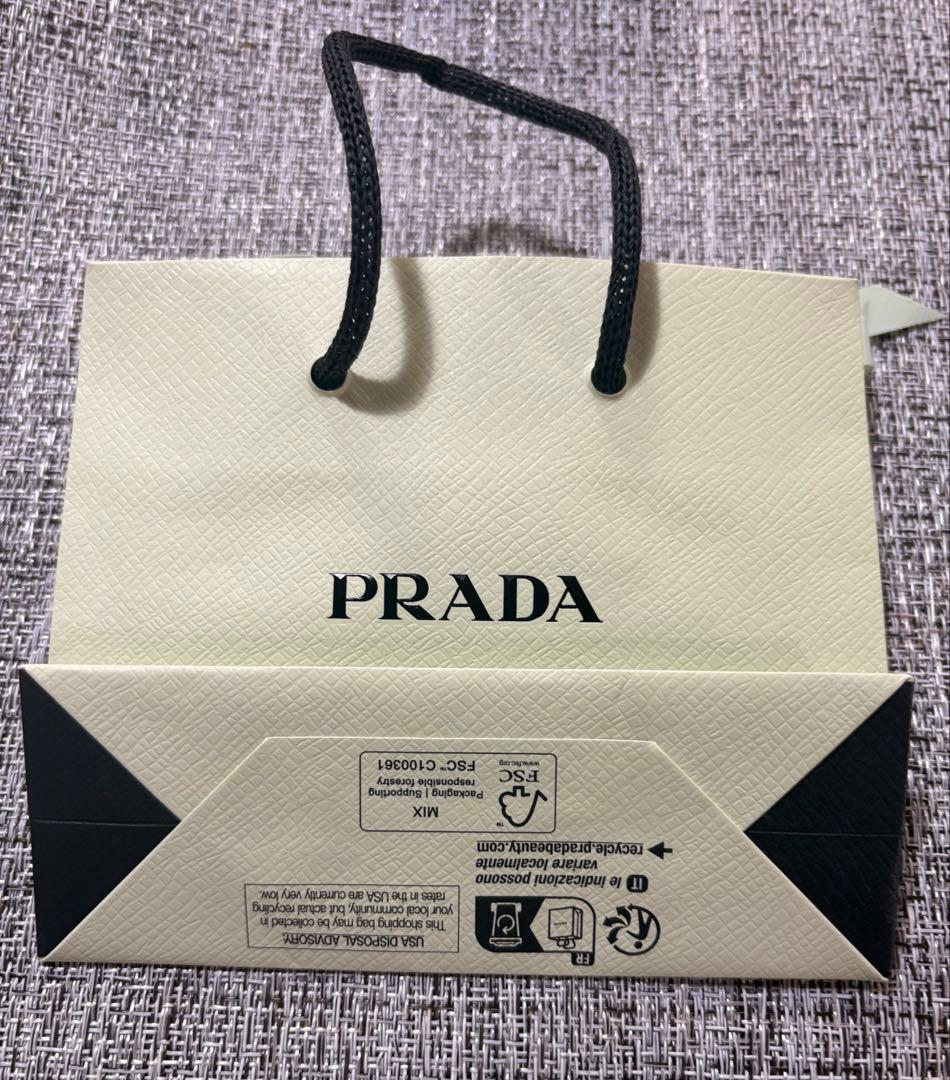 PRADA
USA DISPOSAL ADVISORY:
This shopping bag may be collected in
your local community, but actual recycling
rates in the USA are currently very low.
FR
IT le indicazioni possono
variare localmente
recycle.pradabeauty.com
MIX
Packaging | Supporting
responsible forestry
FSC™ C100361
™
FSC
www.fsc.org